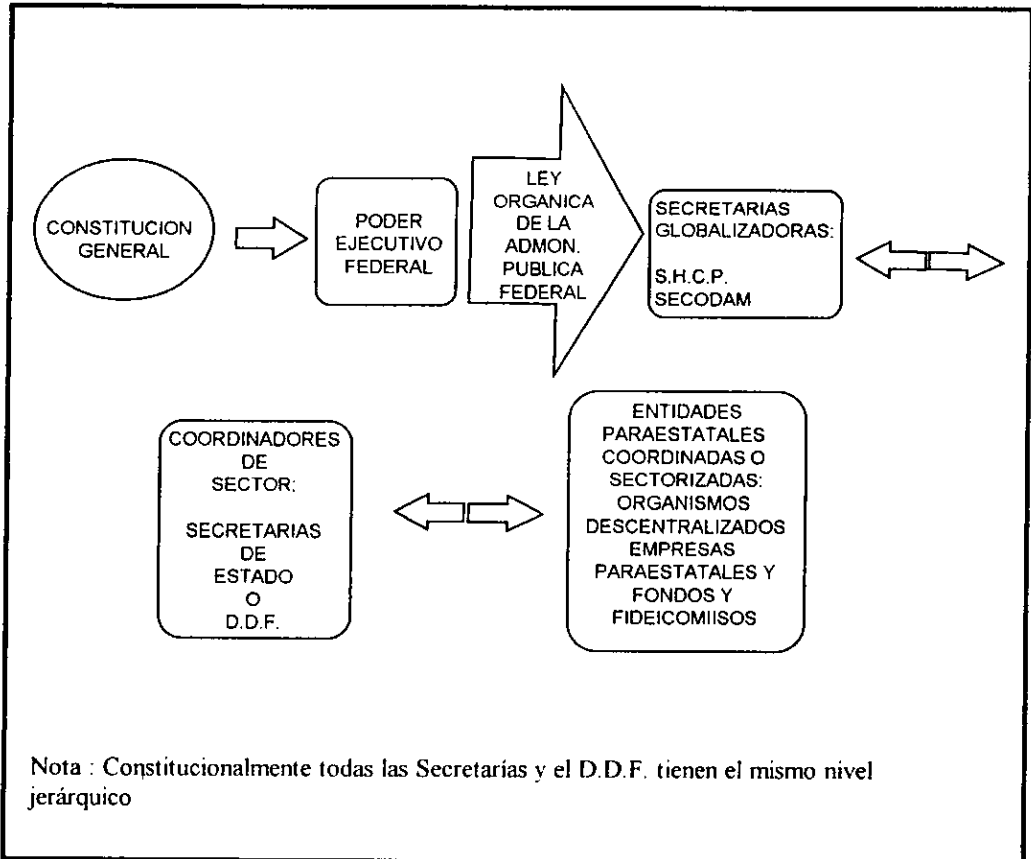 CONSTITUCION
GENERAL
PODER
EJECUTIVO
FEDERAL
LEY
ORGANICA
DE LA
ADMON.
PUBLICA
FEDERAL
SECRETARIAS
GLOBALIZADORAS:
S.H.C.P.
SECODAM
COORDINADORES
DE
SECTOR:
SECRETARIAS
DE
ESTADO
O
D.D.F.
ENTIDADES
PARAESTATALES
COORDINADAS O
SECTORIZADAS:
ORGANISMOS
DESCENTRALIZADOS
EMPRESAS
PARAESTATALES Y
FONDOS Y
FIDEICOMIISOS
Nota : Constitucionalmente todas las Secretarías y el D.D.F. tienen el mismo nivel
jerárquico